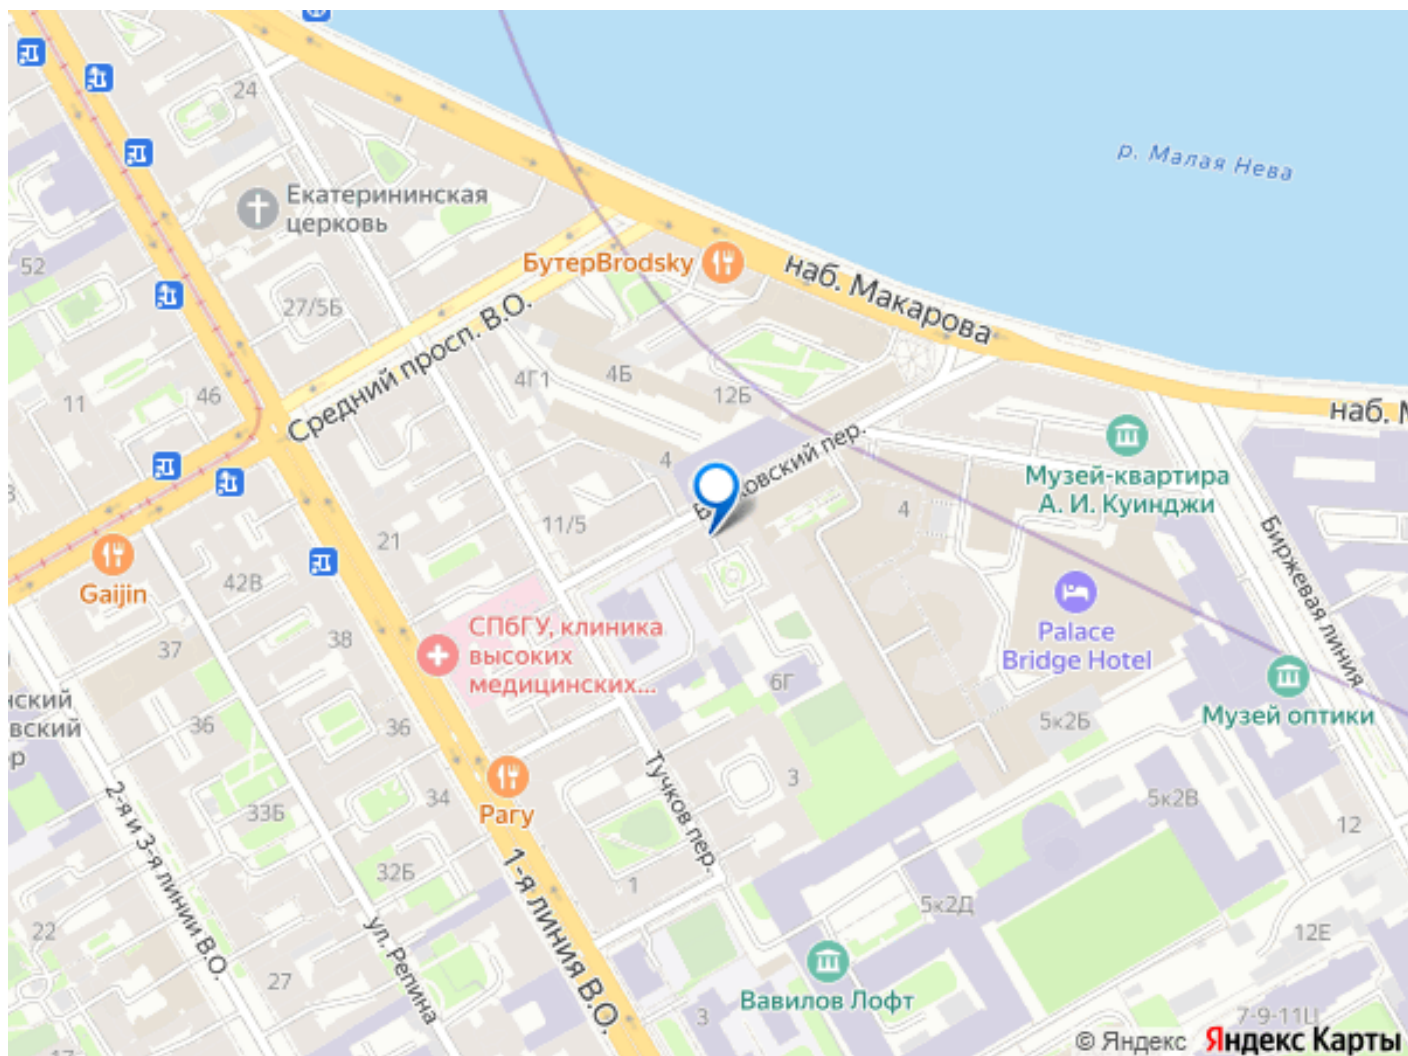 24
р. Малая Нева
Екатерининская
церковь
52
БутерBrodsky
наб. Макарова
27/5Б
Средний просп. В.О.
4Г1
4Б
12Б
11
46
наб.
Музей-квартира
А. И. Куинджи
4
4
11/5
21
Gaijin
42В
Биржевая линия
38
СПбГУ, клиника
высоких
медицинских...
Palace
Bridge Hotel
37
6Г
36
36
5к2Б
Музей оптики
3
34
Рагу
33Б
Тучков пер.
5к2В
12
2-я и 3-я линии В.О.
32Б
1
1-я линия В.О.
5к2Д
22
ул. Репина
12Е
27
Вавилов Лофт
3
7-9-11Ц
17
© Яндекс Яндекс Карты